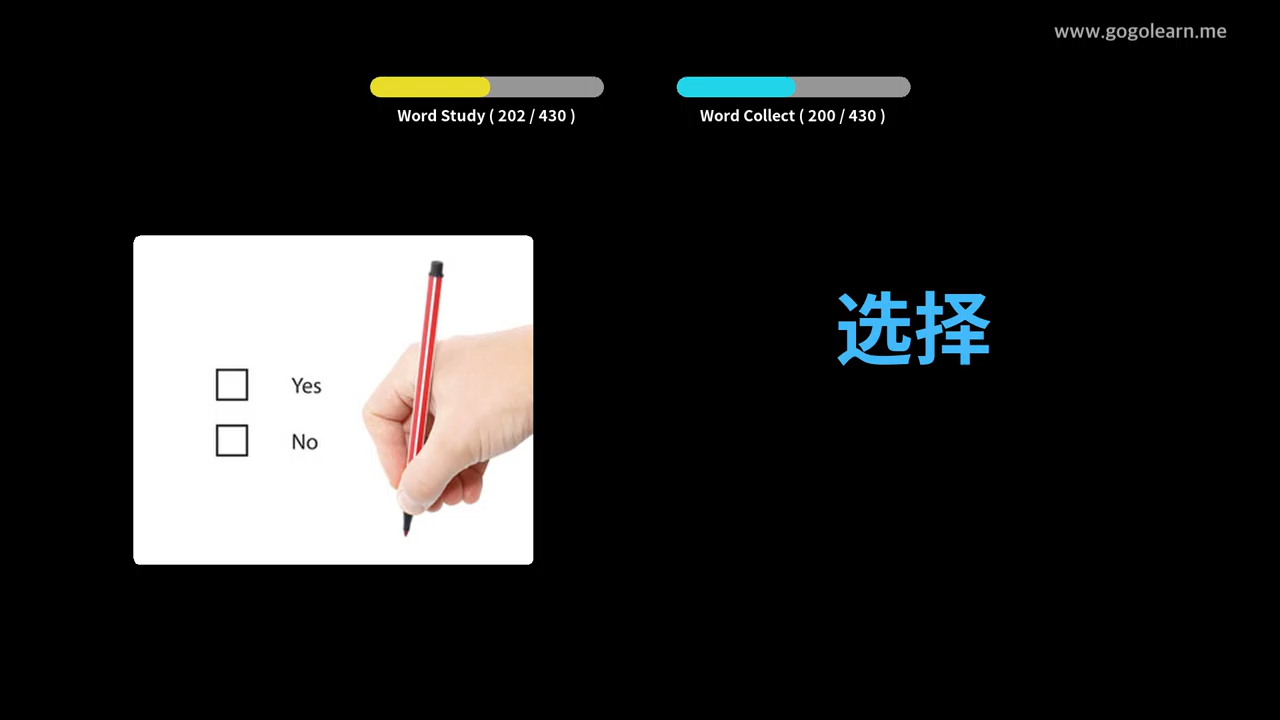 www.gogolearn.me
Word Study ( 202 / 430 )
Word Collect ( 200 / 430 )
选择
Yes
No